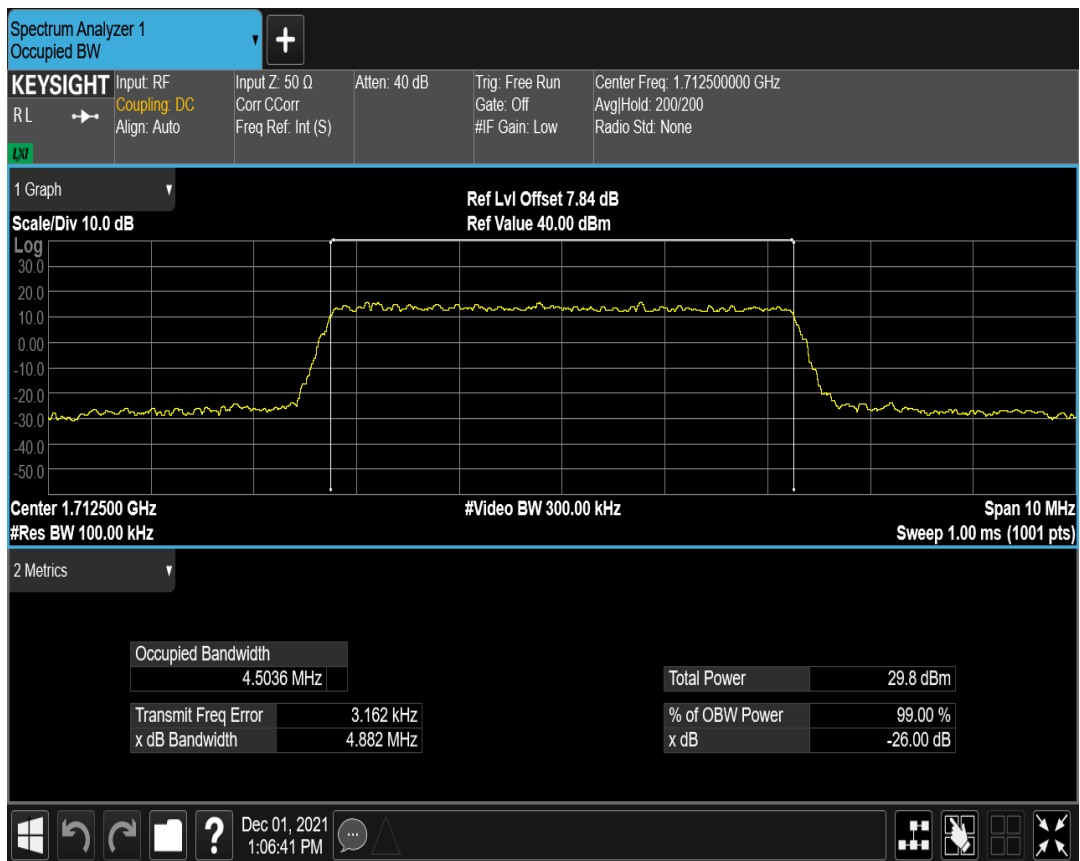 Spectrum Analyzer 1
Occupied BW
+
KEYSIGHT
R L
LXI
Input: RF
Coupling: DC
Align: Auto
Input Z: 50 Ω
Corr CCorr
Freq Ref: Int (S)
Atten: 40 dB
Trig: Free Run
Gate: Off
#IF Gain: Low
Center Freq: 1.712500000 GHz
Avg|Hold: 200/200
Radio Std: None
1 Graph
Scale/Div 10.0 dB
Ref Lvl Offset 7.84 dB
Ref Value 40.00 dBm
Log
30.0
20.0
10.0
0.00
-10.0
-20.0
-30.0
-40.0
-50.0
Center 1.712500 GHz
#Video BW 300.00 kHz
Span 10 MHz
#Res BW 100.00 kHz
Sweep 1.00 ms (1001 pts)
2 Metrics
Occupied Bandwidth
4.5036 MHz
Total Power 29.8 dBm
Transmit Freq Error 3.162 kHz
% of OBW Power 99.00 %
x dB Bandwidth 4.882 MHz
x dB -26.00 dB
?
Dec 01, 2021
1:06:41 PM